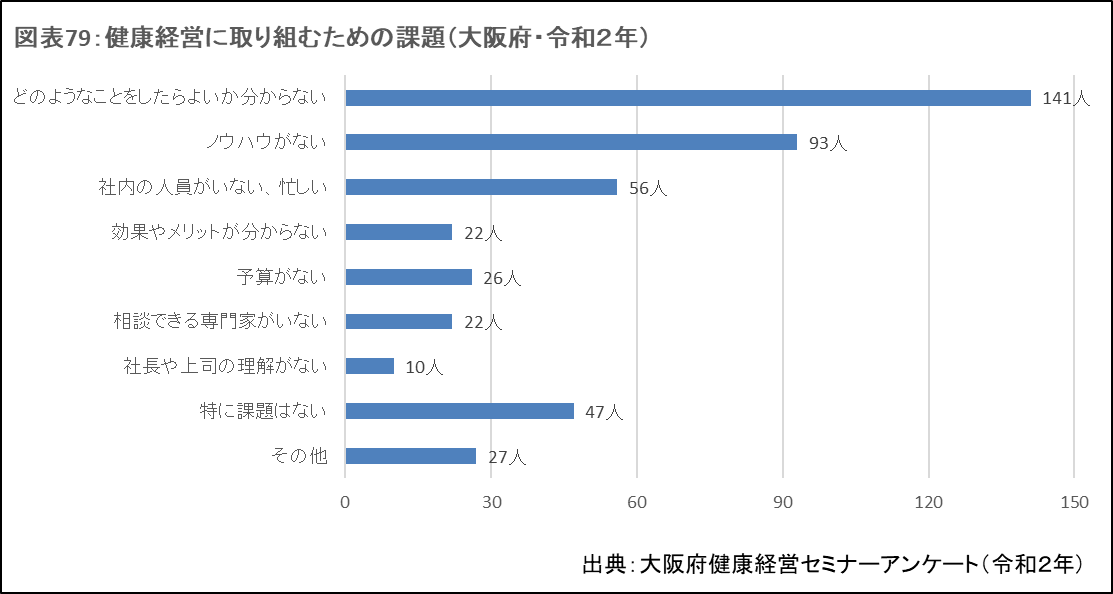 図表79：健康経営に取り組むための課題（大阪府・令和２年）
どのようなことをしたらよいか分からない 141人
ノウハウがない 93人
社内の人員がいない、忙しい 56人
効果やメリットが分からない 22人
予算がない 26人
相談できる専門家がいない 22人
社長や上司の理解がない 10人
特に課題はない 47人
その他 27人
0 30 60 90 120 150
出典：大阪府健康経営セミナーアンケート（令和２年）